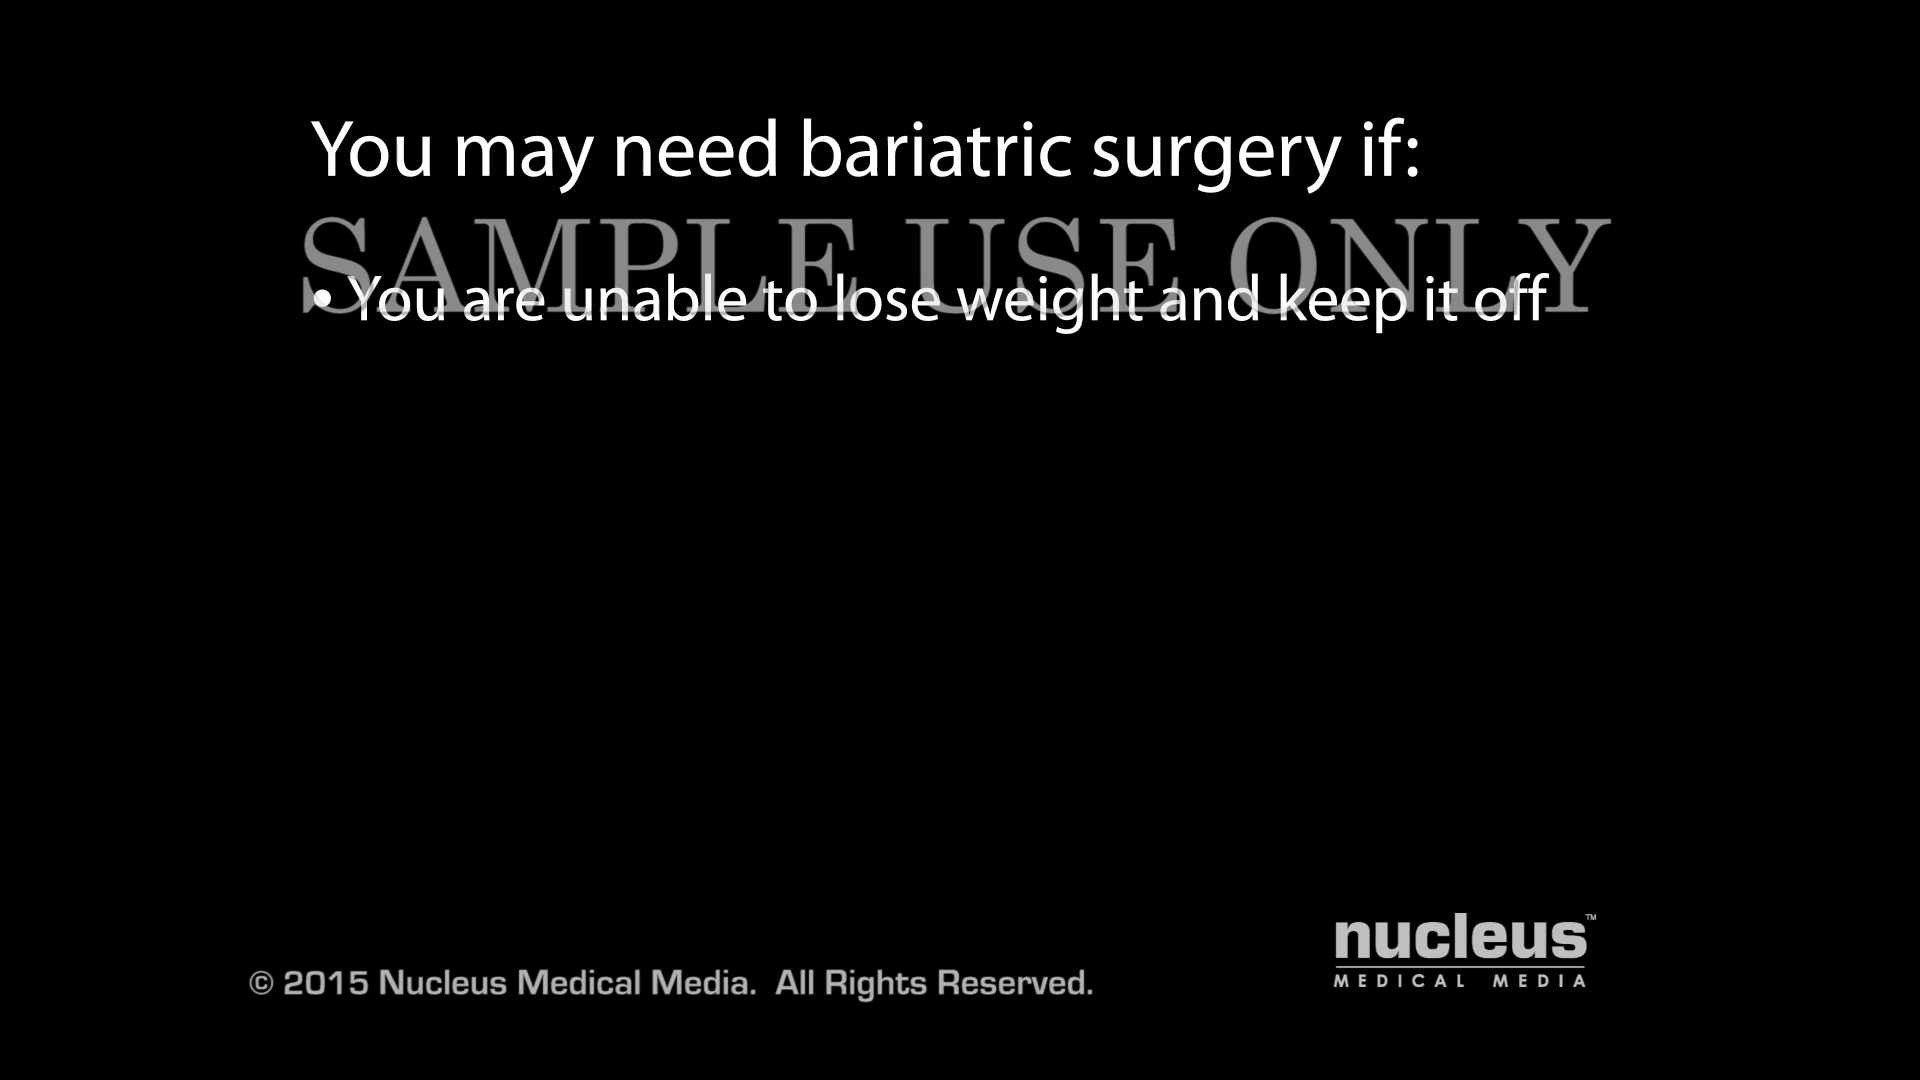 You may need bariatric surgery if:
SAMPLE USE ONLY
• You are unable to lose weight and keep it off
nucleus™
MEDICAL MEDIA
© 2015 Nucleus Medical Media. All Rights Reserved.